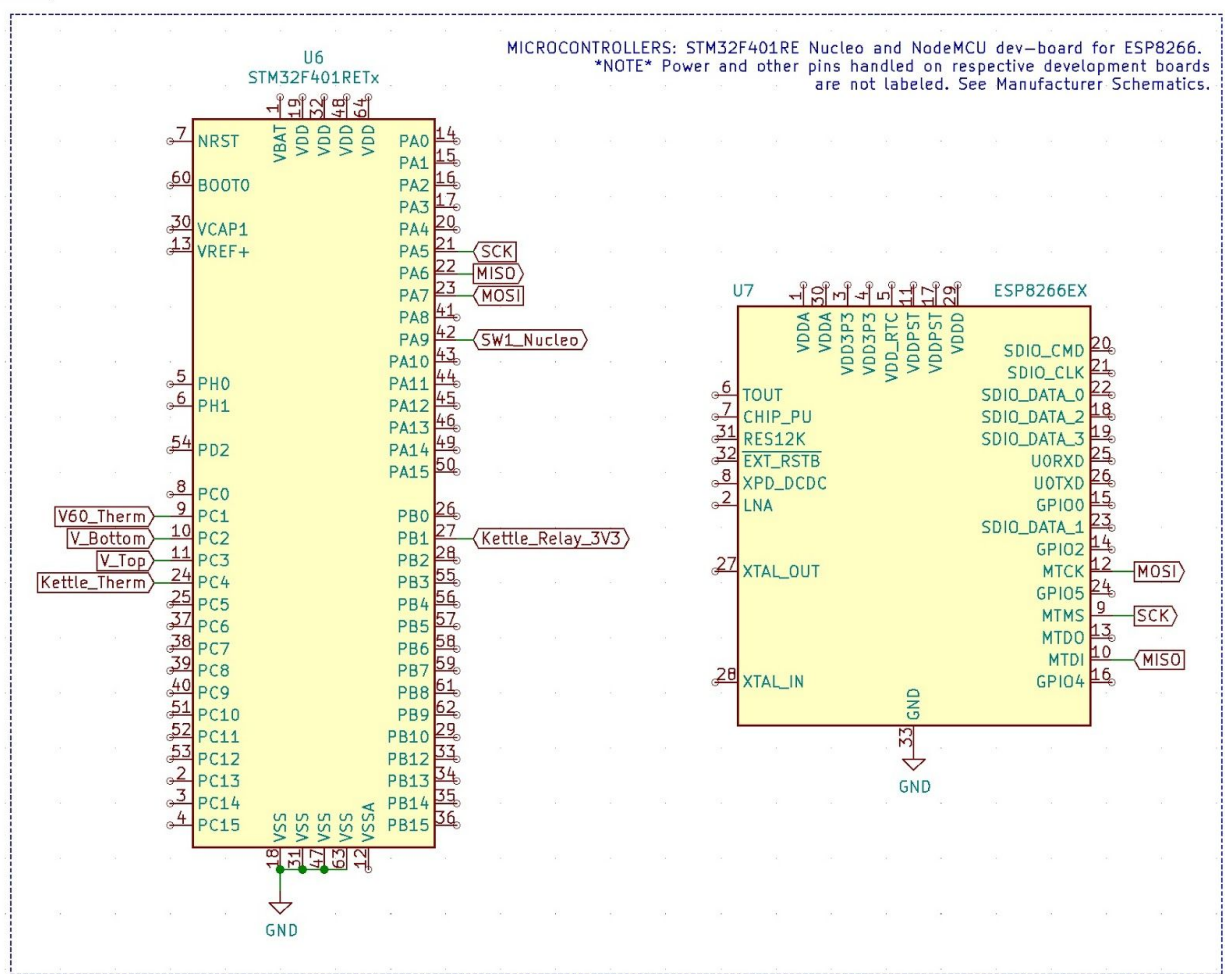 MICROCONTROLLERS: STM32F401RE Nucleo and NodeMCU dev-board for ESP8266.
*NOTE* Power and other pins handled on respective development boards
are not labeled. See Manufacturer Schematics.
U6
STM32F401RETx
1 19 32 48 64
VBAT VDD VDD VDD VDD
7 NRST PA0 14
PA1 15
60 BOOT0 PA2 16
PA3 17
30 VCAP1 PA4 20
13 VREF+ PA5 21 SCK
PA6 22 MISO
PA7 23 MOSI
PA8 41
PA9 42 SW1_Nucleo
PA10 43
5 PH0 PA11 44
6 PH1 PA12 45
PA13 46
54 PD2 PA14 49
PA15 50
8 PC0
V60_Therm 9 PC1 PB0 26
V_Bottom 10 PC2 PB1 27 Kettle_Relay_3V3
V_Top 11 PC3 PB2 28
Kettle_Therm 24 PC4 PB3 55
25 PC5 PB4 56
37 PC6 PB5 57
38 PC7 PB6 58
39 PC8 PB7 59
40 PC9 PB8 61
51 PC10 PB9 62
52 PC11 PB10 29
53 PC12 PB12 33
2 PC13 PB13 34
3 PC14 PB14 35
4 PC15 PB15 36
VSS VSS VSS VSS VSSA
18 31 47 63 12
GND
U7 ESP8266EX
1 30 3 4 5 11 17 29
VDDA VDDA VDD3P3 VDD3P3 VDD_RTC VDDPST VDDPST VDDD
SDIO_CMD 20
SDIO_CLK 21
6 TOUT SDIO_DATA_0 22
7 CHIP_PU SDIO_DATA_2 18
31 RES12K SDIO_DATA_3 19
32 EXT_RSTB U0RXD 25
8 XPD_DCDC U0TXD 26
2 LNA GPIO0 15
SDIO_DATA_1 23
GPIO2 14
27 XTAL_OUT MTCK 12 MOSI
GPIO5 24
MTMS 9 SCK
MTDO 13
MTDI 10 MISO
28 XTAL_IN GPIO4 16
GND
33
GND